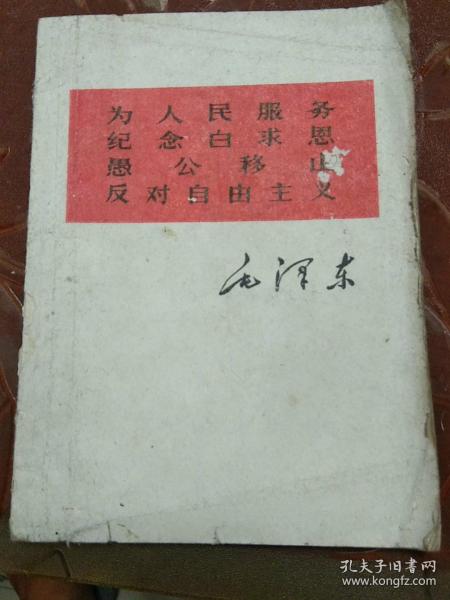 为人民服务
纪念白求恩
愚公移山
反对自由主义
毛泽东
孔夫子旧书网
www.kongfz.com